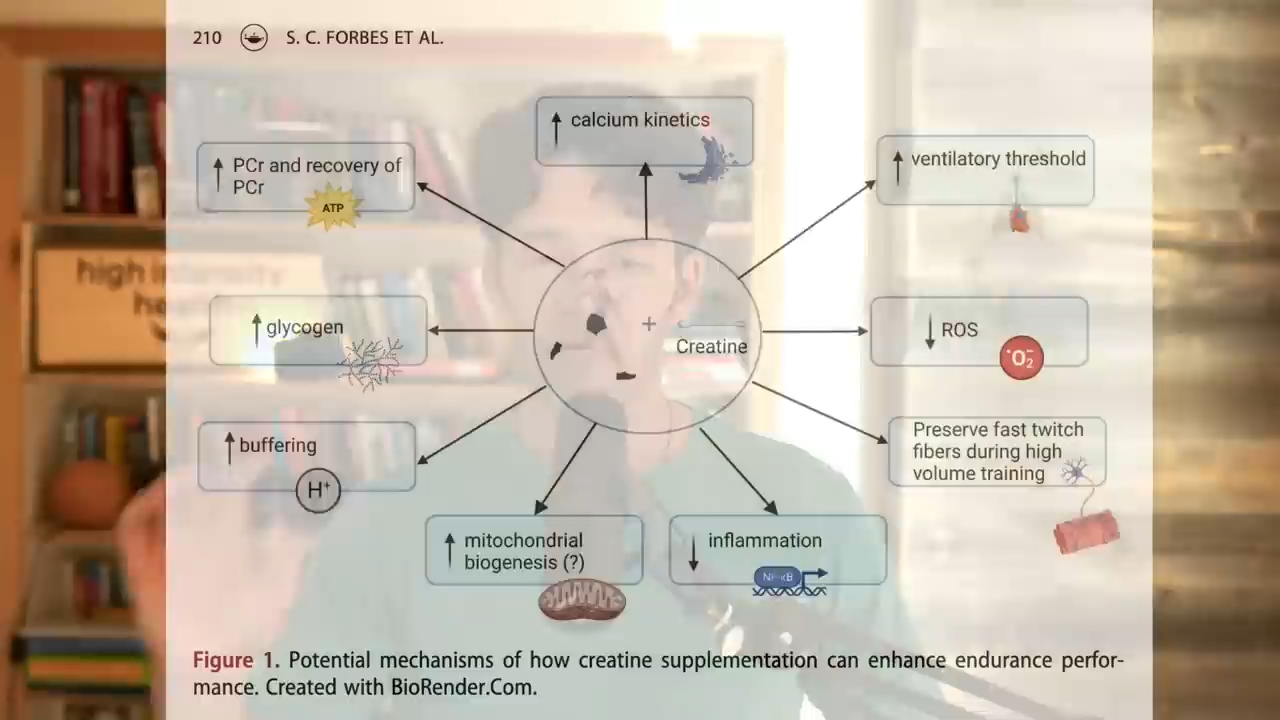 210 S. C. FORBES ET AL.
↑ calcium kinetics
↑ PCr and recovery of
PCr
ATP
↑ ventilatory threshold
high intensity
↑ glycogen
+
Creatine
↓ ROS
•O₂⁻
↑ buffering
H⁺
Preserve fast twitch
fibers during high
volume training
↑ mitochondrial
biogenesis (?)
↓ inflammation
NF-κB
Figure 1. Potential mechanisms of how creatine supplementation can enhance endurance perfor-
mance. Created with BioRender.Com.